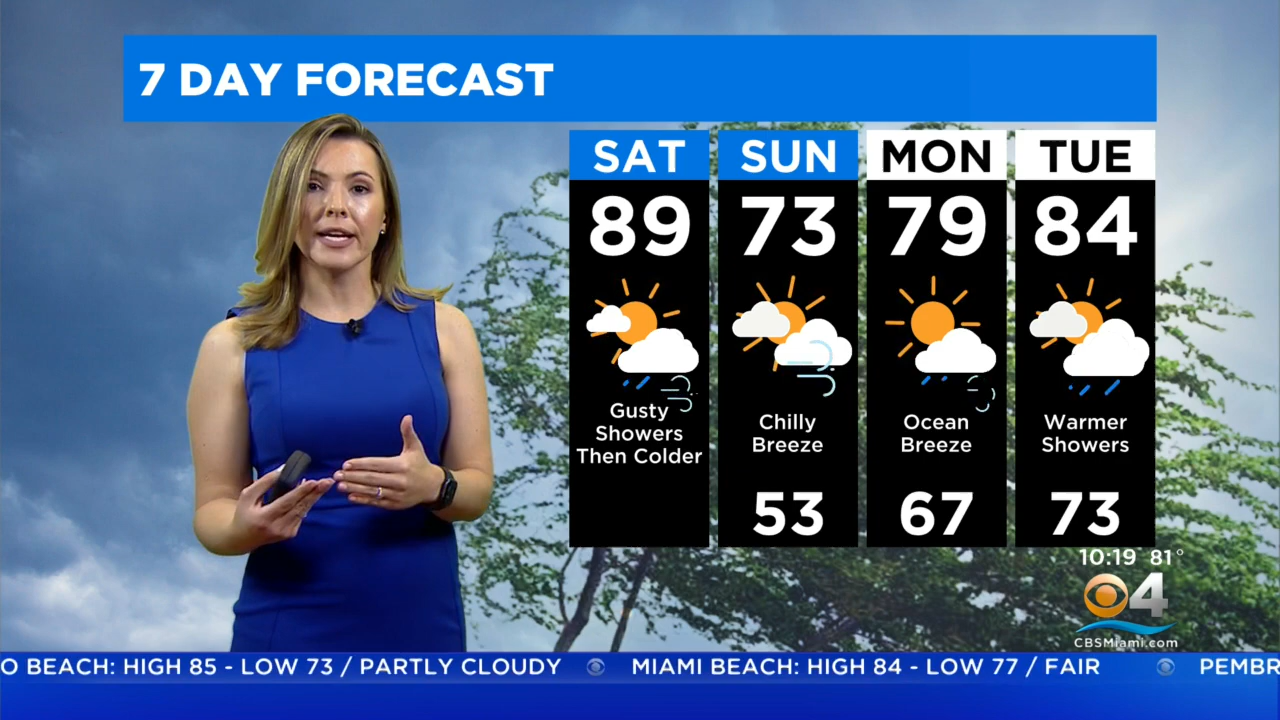 7 DAY FORECAST
SAT
89
Gusty
Showers
Then Colder
SUN
73
Chilly
Breeze
53
MON
79
Ocean
Breeze
67
TUE
84
Warmer
Showers
73
10:19 81°
4
CBSMiami.com
O BEACH: HIGH 85 - LOW 73 / PARTLY CLOUDY MIAMI BEACH: HIGH 84 - LOW 77 / FAIR PEMBR